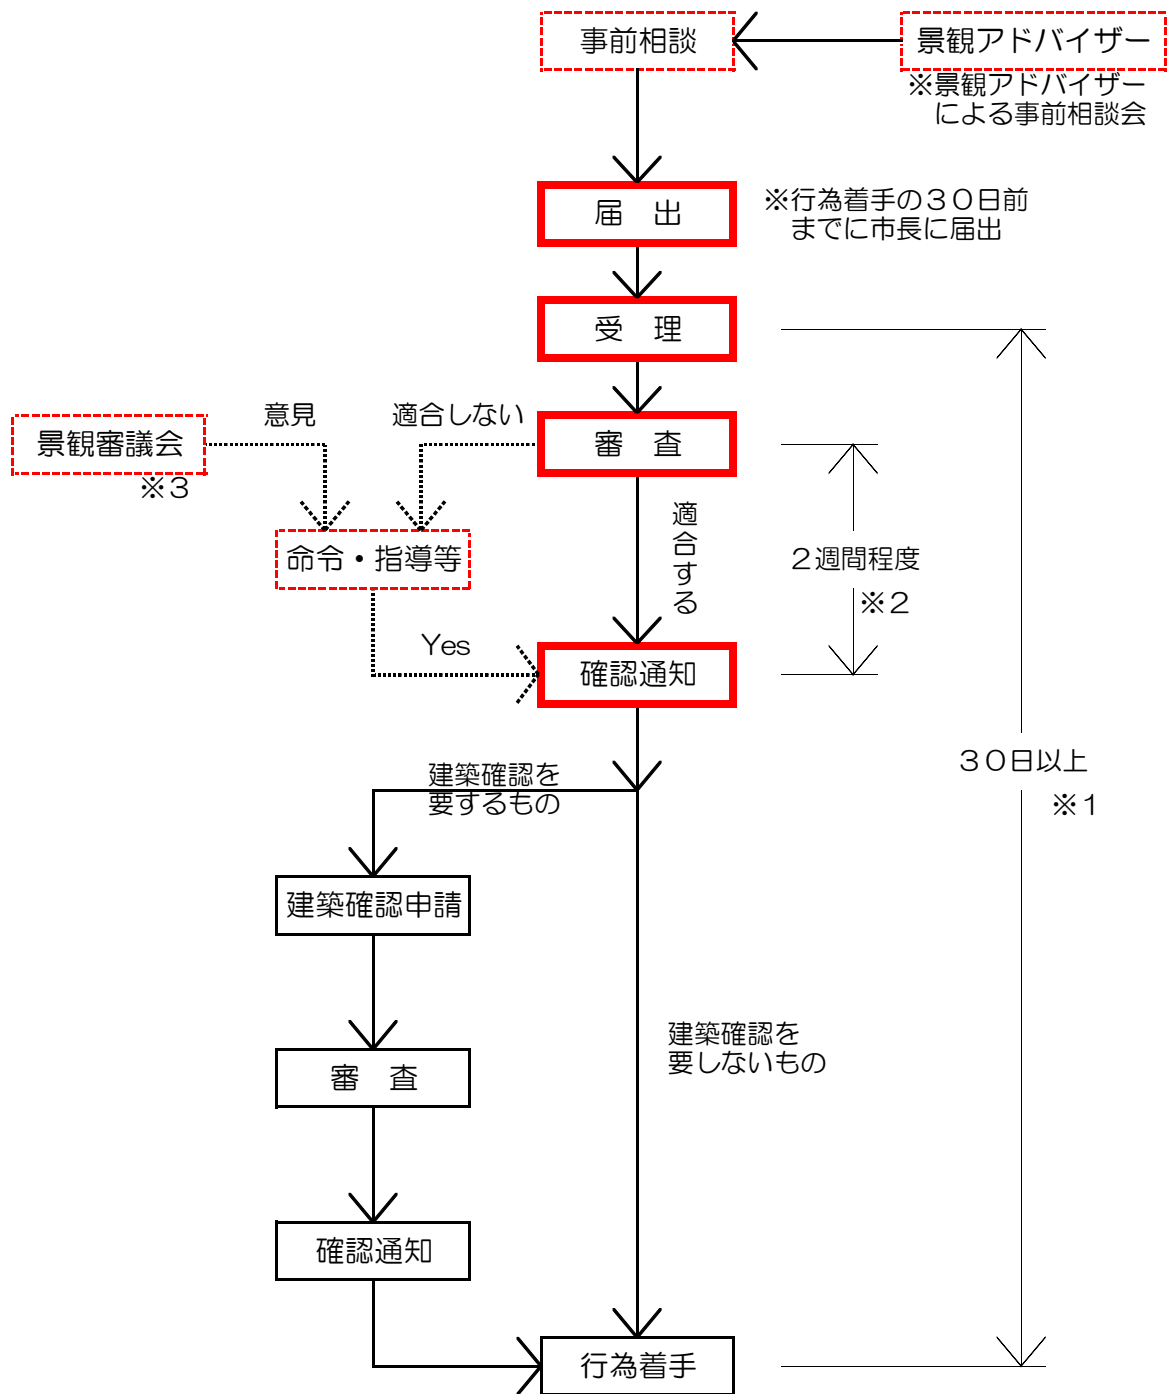 事前相談
景観アドバイザー
※景観アドバイザー
による事前相談会
届　出
※行為着手の３０日前
までに市長に届出
受　理
意見
適合しない
審　査
景観審議会
※３
適合する
命令・指導等
２週間程度
※２
Yes
確認通知
３０日以上
※１
建築確認を
要するもの
建築確認申請
建築確認を
要しないもの
審　査
確認通知
行為着手